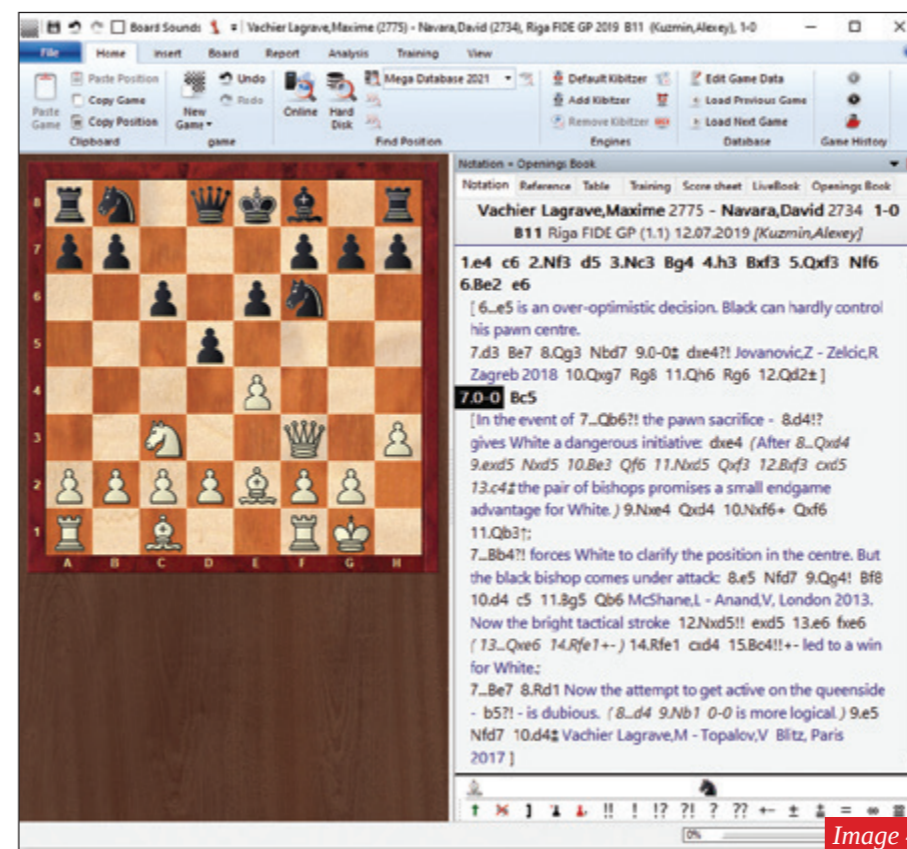 Board Sounds Vachier Lagrave,Maxime (2775) - Navara,David (2734), Riga FIDE GP 2019 B11 (Kuzmin,Alexey), 1-0
File Home Insert Board Report Analysis Training View
Paste Game
Paste Position
Copy Game
Copy Position
Clipboard
New Game
Undo
Redo
game
Online
Hard Disk
Mega Database 2021
Find Position
Default Kibitzer
Add Kibitzer
Remove Kibitzer
Engines
Edit Game Data
Load Previous Game
Load Next Game
Database
Game History
Notation + Openings Book
Notation Reference Table Training Score sheet LiveBook Openings Book
Vachier Lagrave,Maxime 2775 - Navara,David 2734 1-0
B11 Riga FIDE GP (1.1) 12.07.2019 [Kuzmin,Alexey]
1.e4 c6 2.Nf3 d5 3.Nc3 Bg4 4.h3 Bxf3 5.Qxf3 Nf6
6.Be2 e6
[ 6...e5 is an over-optimistic decision. Black can hardly control
his pawn centre.
7.d3 Be7 8.Qg3 Nbd7 9.0-0⩲ dxe4?! Jovanovic,Z - Zelcic,R
Zagreb 2018 10.Qxg7 Rg8 11.Qh6 Rg6 12.Qd2± ]
7.0-0 Bc5
[In the event of 7...Qb6?! the pawn sacrifice - 8.d4!?
gives White a dangerous initiative: dxe4 (After 8...Qxd4
9.exd5 Nxd5 10.Be3 Qf6 11.Nxd5 Qxf3 12.Bxf3 cxd5
13.c4⩲ the pair of bishops promises a small endgame
advantage for White.) 9.Nxe4 Qxd4 10.Nxf6+ Qxf6
11.Qb3↑;
7...Bb4?! forces White to clarify the position in the centre. But
the black bishop comes under attack: 8.e5 Nfd7 9.Qg4! Bf8
10.d4 c5 11.Bg5 Qb6 McShane,L - Anand,V, London 2013.
Now the bright tactical stroke 12.Nxd5!! exd5 13.e6 fxe6
( 13...Qxe6 14.Rfe1+- ) 14.Rfe1 cxd4 15.Bc4!!+- led to a win
for White.;
7...Be7 8.Rd1 Now the attempt to get active on the queenside
- b5?! - is dubious. (8...d4 9.Nb1 0-0 is more logical.) 9.e5
Nfd7 10.d4⩲ Vachier Lagrave,M - Topalov,V Blitz, Paris
2017 ]
8
7
6
5
4
3
2
1
A B C D E F G H
] !! ! !? ?! ? ?? +- ± ⩲ = ∞
0%
Image